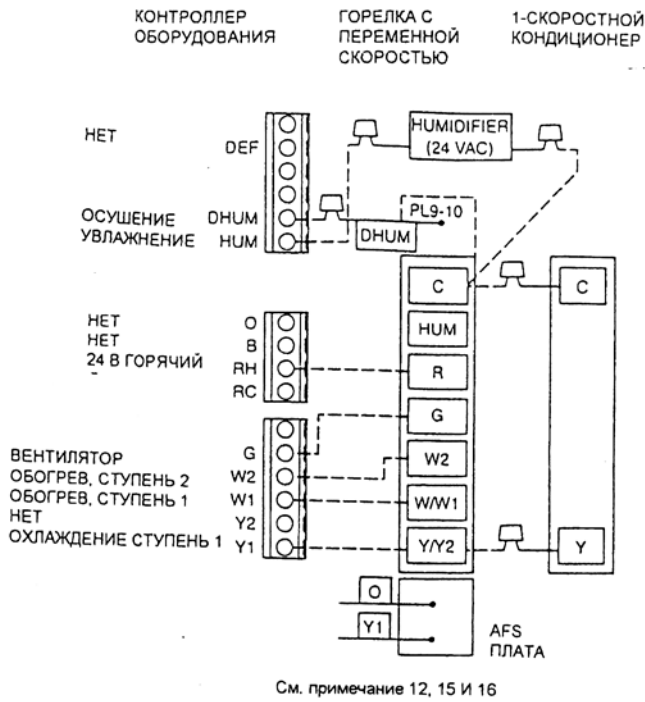 КОНТРОЛЛЕР
ОБОРУДОВАНИЯ
ГОРЕЛКА С
ПЕРЕМЕННОЙ
СКОРОСТЬЮ
1-СКОРОСТНОЙ
КОНДИЦИОНЕР
НЕТ
DEF
HUMIDIFIER
(24 VAC)
ОСУШЕНИЕ DHUM
УВЛАЖНЕНИЕ HUM
PL9-10
DHUM
C
C
HUM
НЕТ O
НЕТ B
24 В ГОРЯЧИЙ RH
RC
R
G
ВЕНТИЛЯТОР G
ОБОГРЕВ, СТУПЕНЬ 2 W2
W2
ОБОГРЕВ, СТУПЕНЬ 1 W1
W/W1
НЕТ Y2
ОХЛАЖДЕНИЕ СТУПЕНЬ 1 Y1
Y/Y2
Y
O
Y1
AFS
ПЛАТА
См. примечание 12, 15 И 16